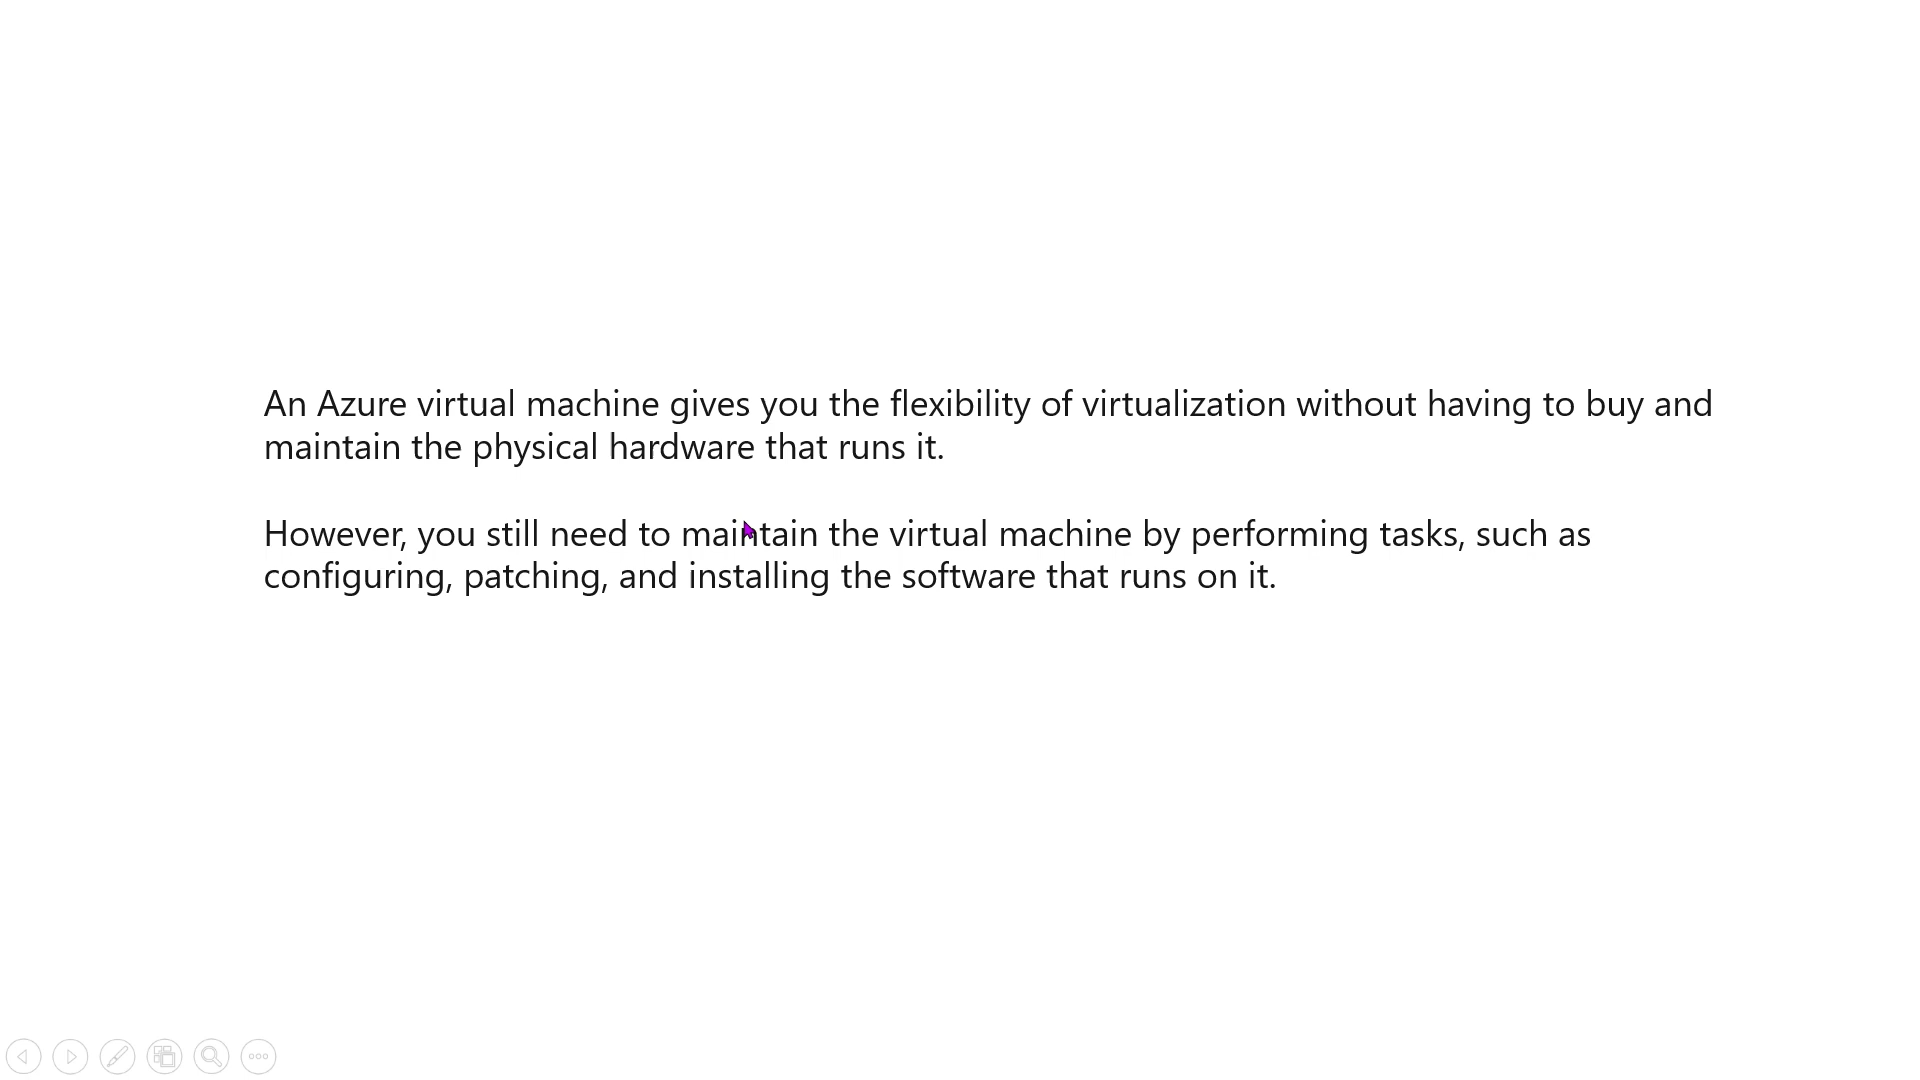 An Azure virtual machine gives you the flexibility of virtualization without having to buy and
maintain the physical hardware that runs it.
However, you still need to maintain the virtual machine by performing tasks, such as
configuring, patching, and installing the software that runs on it.